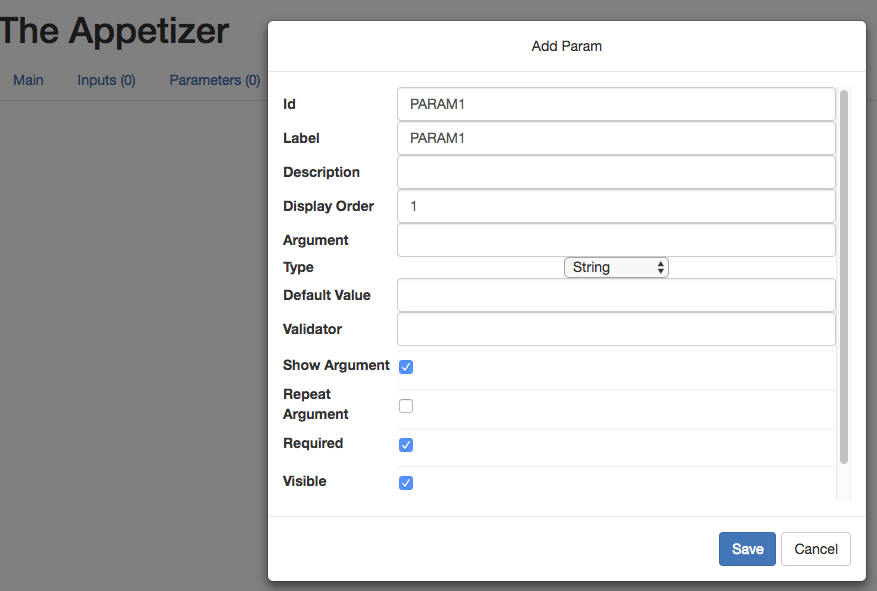 The Appetizer
Main Inputs (0) Parameters (0)
Add Param
Id PARAM1
Label PARAM1
Description
Display Order 1
Argument
Type String
Default Value
Validator
Show Argument
Repeat
Argument
Required
Visible
Save Cancel